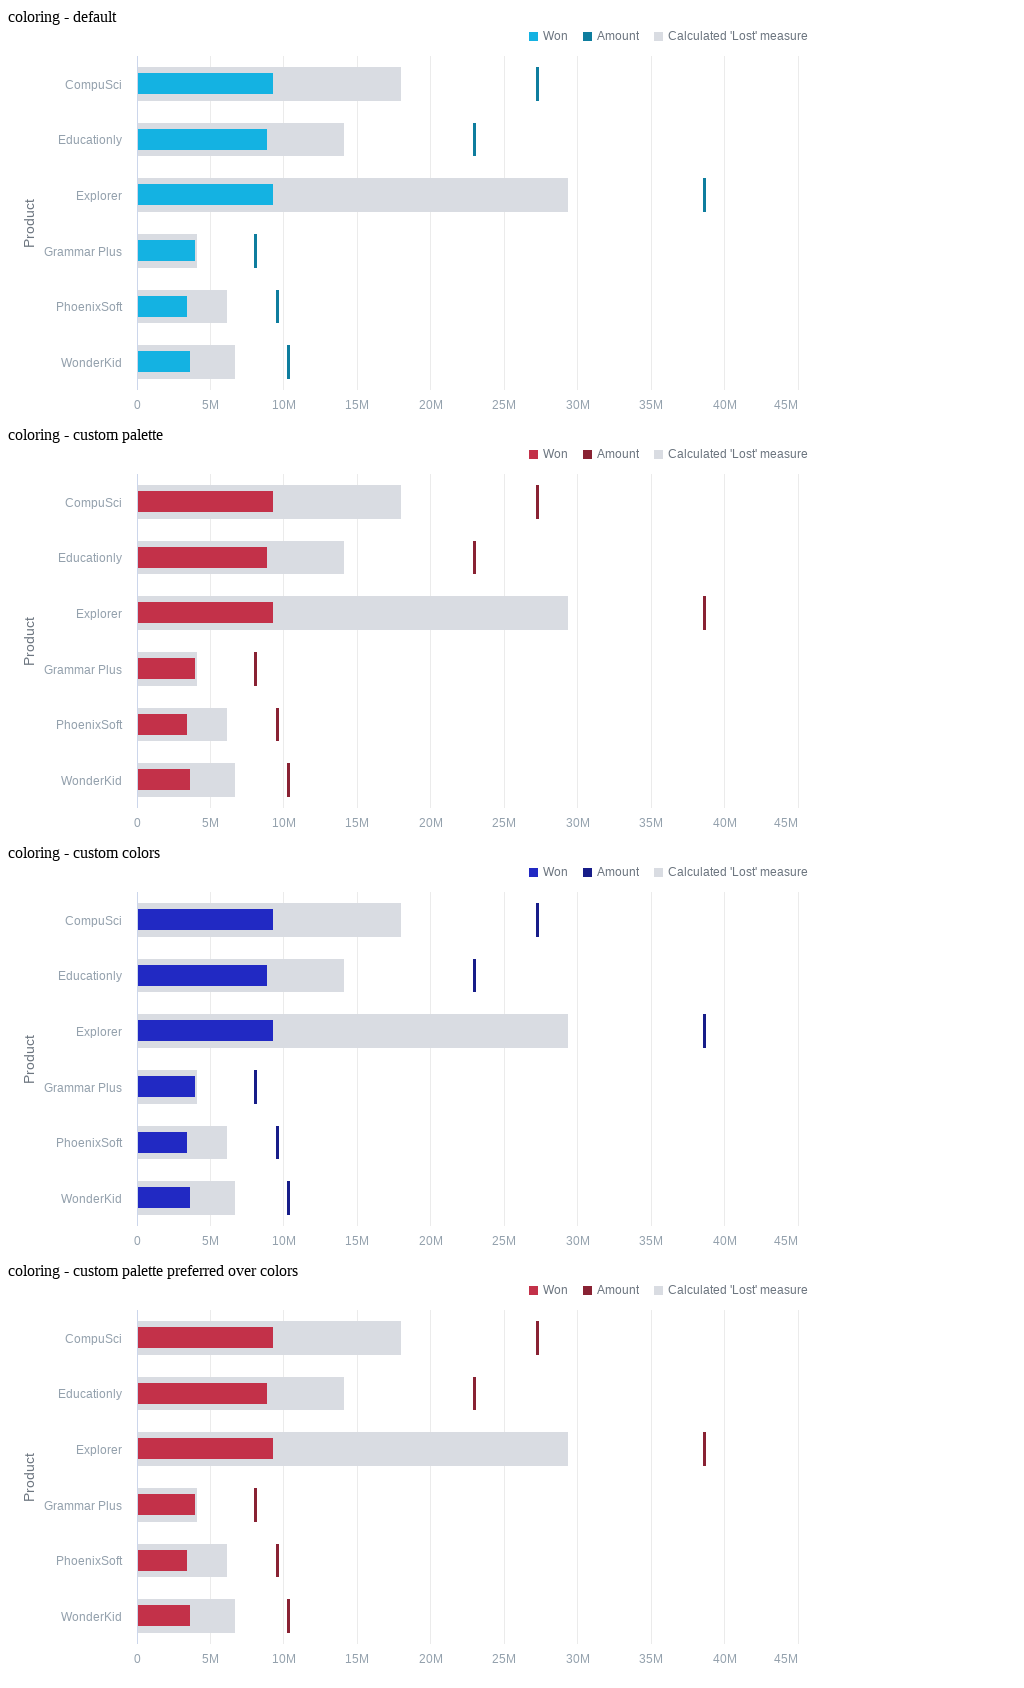 coloring - default
Won Amount Calculated 'Lost' measure
CompuSci
Educationly
Explorer
Product
Grammar Plus
PhoenixSoft
WonderKid
0 5M 10M 15M 20M 25M 30M 35M 40M 45M
coloring - custom palette
Won Amount Calculated 'Lost' measure
CompuSci
Educationly
Explorer
Product
Grammar Plus
PhoenixSoft
WonderKid
0 5M 10M 15M 20M 25M 30M 35M 40M 45M
coloring - custom colors
Won Amount Calculated 'Lost' measure
CompuSci
Educationly
Explorer
Product
Grammar Plus
PhoenixSoft
WonderKid
0 5M 10M 15M 20M 25M 30M 35M 40M 45M
coloring - custom palette preferred over colors
Won Amount Calculated 'Lost' measure
CompuSci
Educationly
Explorer
Product
Grammar Plus
PhoenixSoft
WonderKid
0 5M 10M 15M 20M 25M 30M 35M 40M 45M